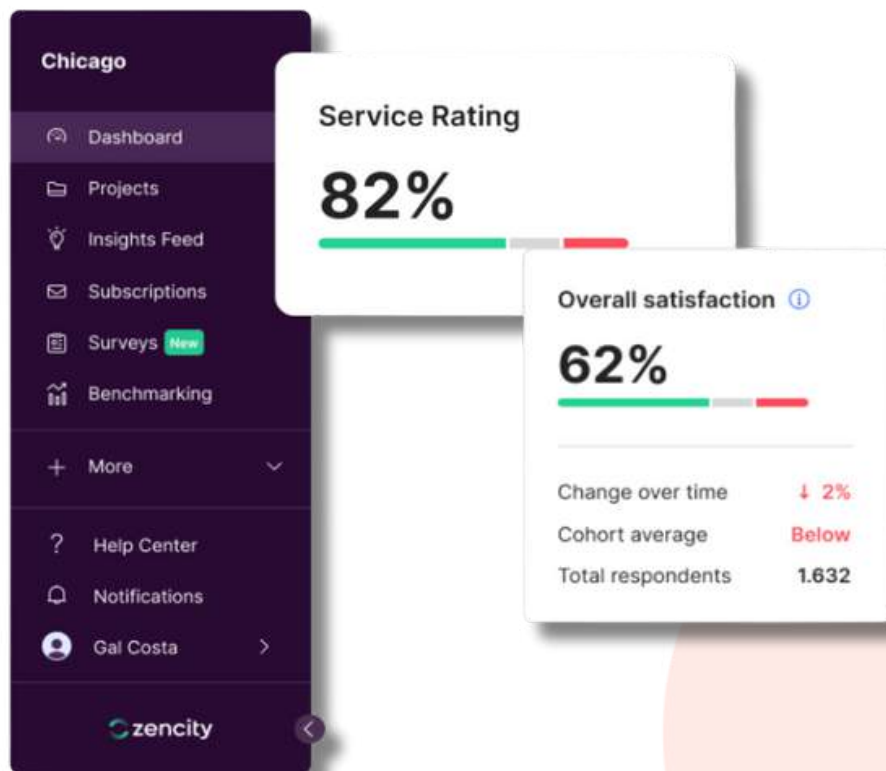 Chicago
Dashboard
Projects
Insights Feed
Subscriptions
Surveys New
Benchmarking
More
Help Center
Notifications
Gal Costa
zencity
Service Rating
82%
Overall satisfaction
62%
Change over time ↓ 2%
Cohort average Below
Total respondents 1.632